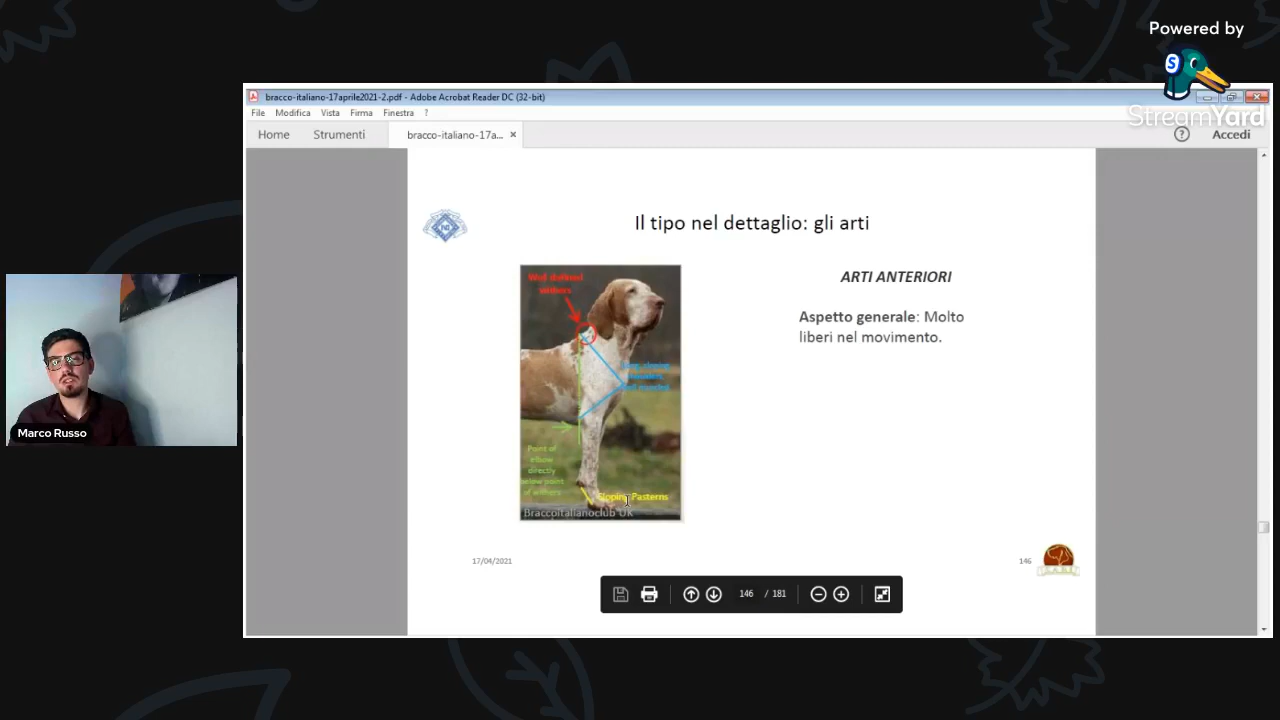 Powered by
S
StreamYard
bracco-italiano-17aprile2021-2.pdf - Adobe Acrobat Reader DC (32-bit)
File Modifica Vista Firma Finestra ?
Home Strumenti bracco-italiano-17a... × ? Accedi
Il tipo nel dettaglio: gli arti
Well defined
withers
ARTI ANTERIORI
Aspetto generale: Molto
liberi nel movimento.
Point of
elbow
directly
below point
of withers
Sloping Pasterns
Braccoitalianoclub UK
17/04/2021
146
146 / 181
Marco Russo